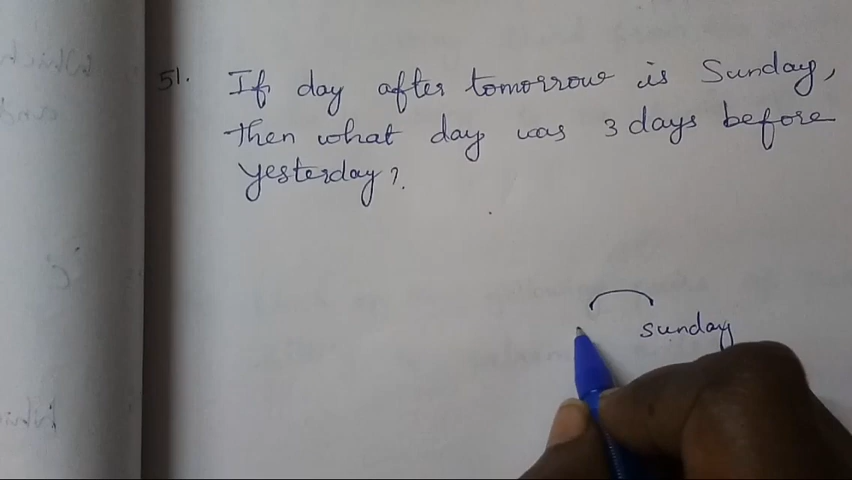 51. If day after tomorrow is Sunday,
then what day was 3 days before
yesterday?.
sunday